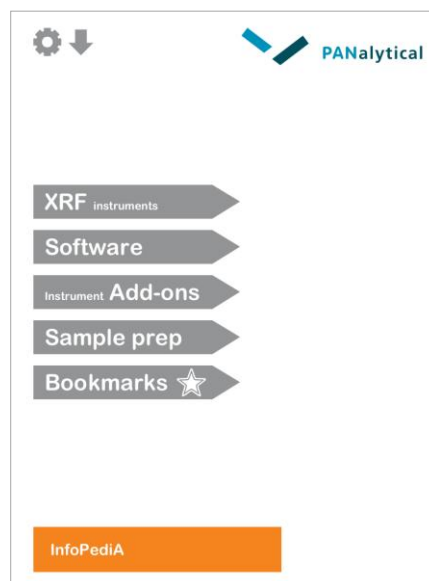 PANalytical
XRF instruments
Software
Instrument Add-ons
Sample prep
Bookmarks
InfoPediA